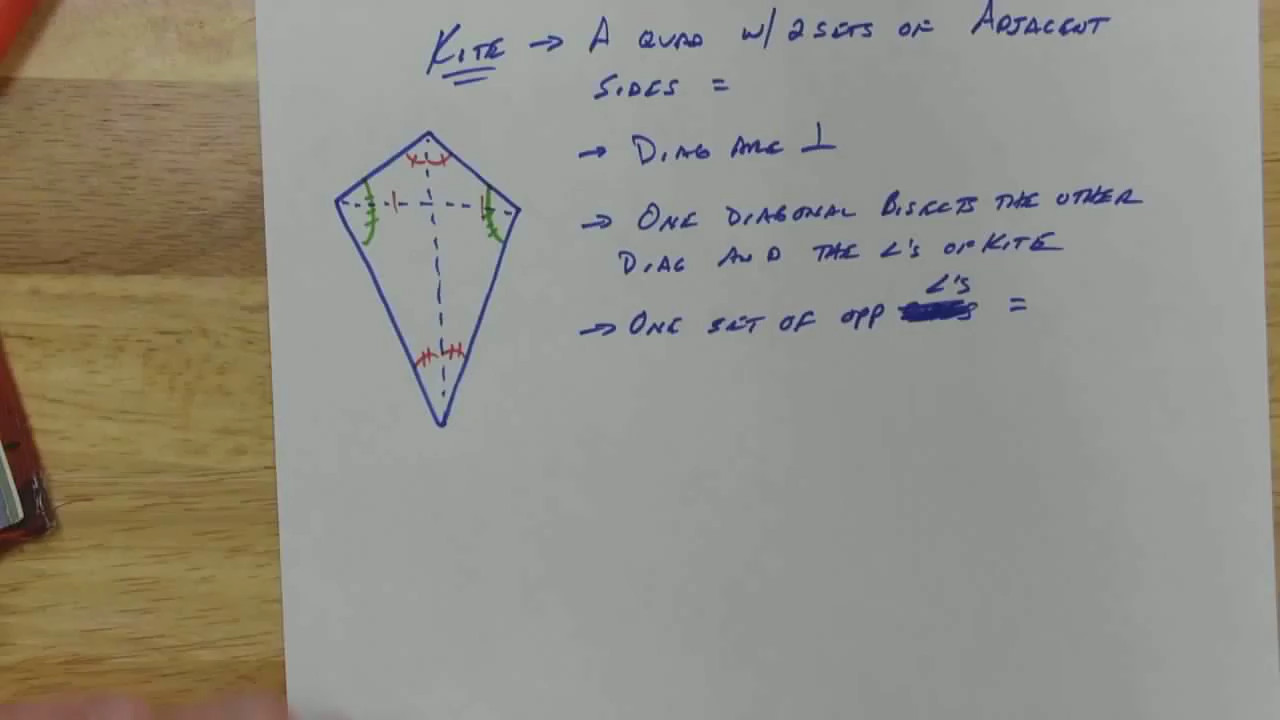 KITE → A QUAD W/ 2 SETS OF ADJACENT
SIDES =
→ DIAG ARE ⊥
→ ONE DIAGONAL BISECTS THE OTHER
DIAG AND THE ∠'S OF KITE
→ ONE SET OF OPP ∠'S =